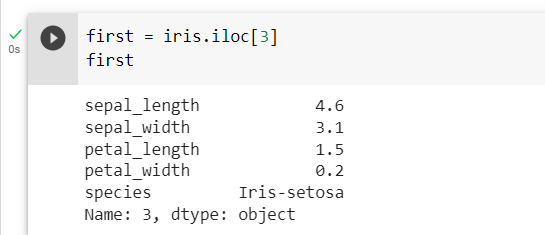 0s
first = iris.iloc[3]
first
sepal_length 4.6
sepal_width 3.1
petal_length 1.5
petal_width 0.2
species Iris-setosa
Name: 3, dtype: object